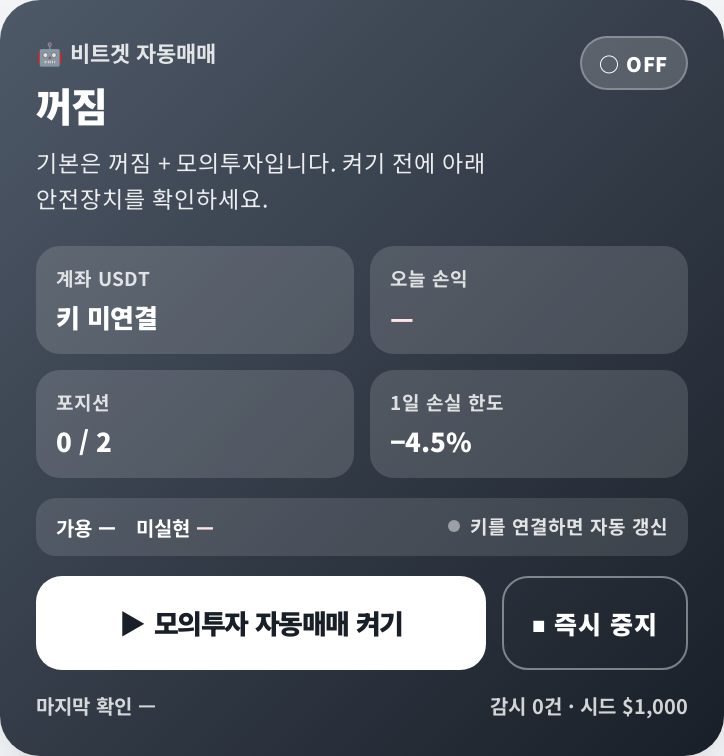 🤖 비트겟 자동매매
○ OFF
꺼짐
기본은 꺼짐 + 모의투자입니다. 켜기 전에 아래
안전장치를 확인하세요.
계좌 USDT
키 미연결
오늘 손익
—
포지션
0 / 2
1일 손실 한도
−4.5%
가용 — 미실현 —
● 키를 연결하면 자동 갱신
▶ 모의투자 자동매매 켜기
■ 즉시 중지
마지막 확인 —
감시 0건 · 시드 $1,000